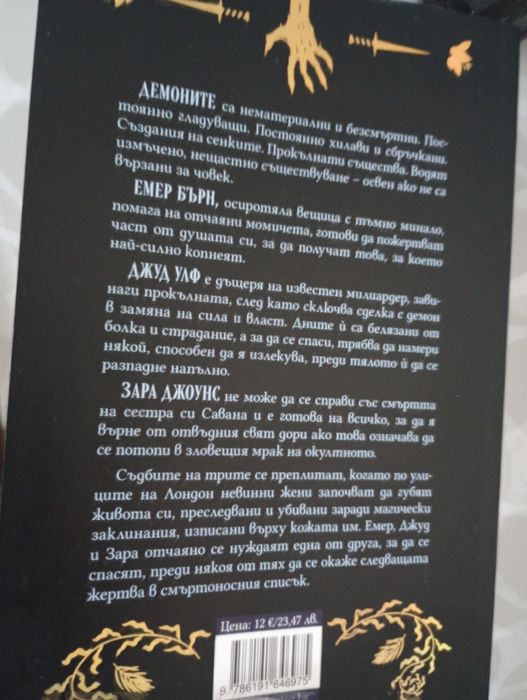 ДЕМОНИТЕ са нематериални и безсмъртни. Пос-
тоянно гладуващи. Постоянно хилави и сбръчкани.
Създания на сенките. Прокълнати същества. Водят
измъчено, нещастно съществуване – освен ако не са
вързани за човек.
ЕМЕР БЪРН, осиротяла вещица с тъмно минало,
помага на отчаяни момичета, готови да пожертват
част от душата си, за да получат това, за което
най-силно копнеят.
ДЖУД УЛФ е дъщеря на известен милиардер, зави-
наги прокълната, след като сключва сделка с демон
в замяна на сила и власт. Дните ѝ са белязани от
болка и страдание, а за да се спаси, трябва да намери
някой, способен да я излекува, преди тялото ѝ да се
разпадне напълно.
ЗАРА ДЖОУНС не може да се справи със смъртта
на сестра си Савана и е готова на всичко, за да я
върне от отвъдния свят дори ако това означава да
се потопи в зловещия мрак на окултното.
Съдбите на трите се преплитат, когато по ули-
ците на Лондон невинни жени започват да губят
живота си, преследвани и убивани заради магически
заклинания, изписани върху кожата им. Емер, Джуд
и Зара отчаяно се нуждаят една от друга, за да се
спасят, преди някоя от тях да се окаже следващата
жертва в смъртоносния списък.
Цена: 12 €/23,47 лв.
9 786191 646975